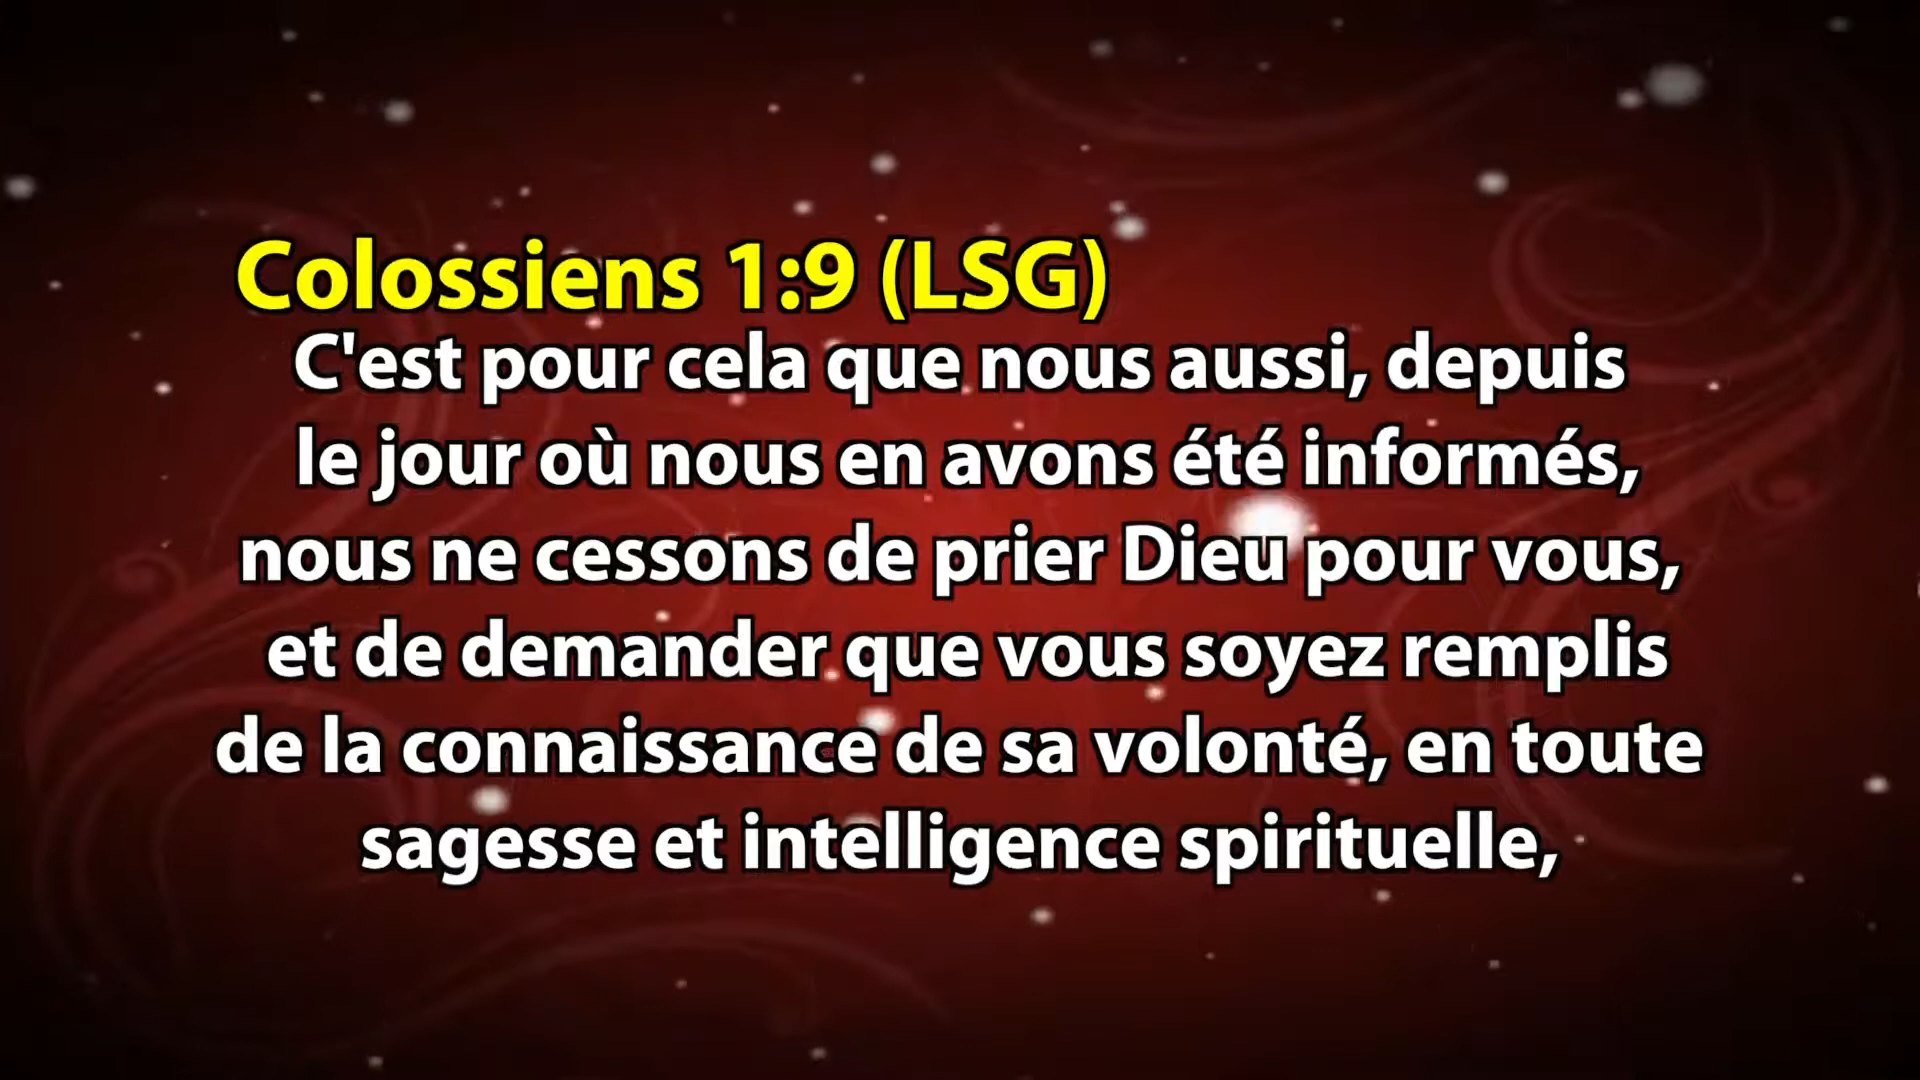 Colossiens 1:9 (LSG)
C'est pour cela que nous aussi, depuis
le jour où nous en avons été informés,
nous ne cessons de prier Dieu pour vous,
et de demander que vous soyez remplis
de la connaissance de sa volonté, en toute
sagesse et intelligence spirituelle,